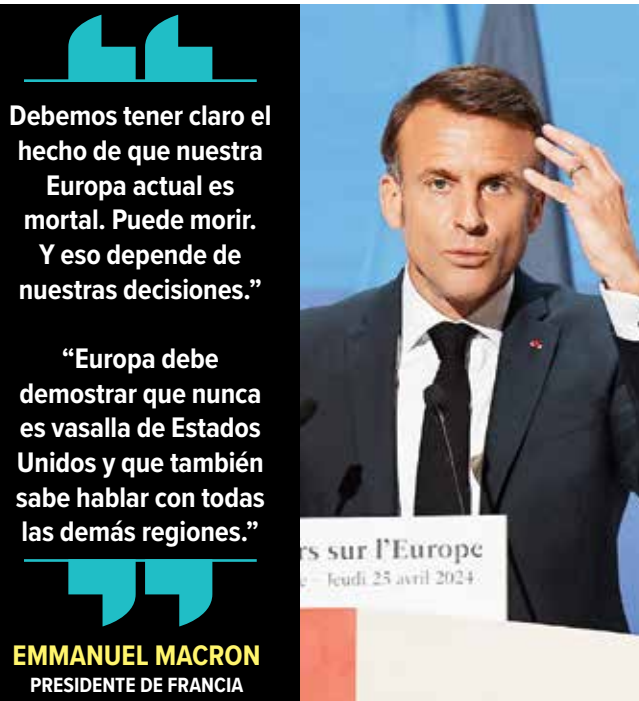 Debemos tener claro el
hecho de que nuestra
Europa actual es
mortal. Puede morir.
Y eso depende de
nuestras decisiones.”
“Europa debe
demostrar que nunca
es vasalla de Estados
Unidos y que también
sabe hablar con todas
las demás regiones.”
EMMANUEL MACRON
PRESIDENTE DE FRANCIA
rs sur l'Europe
e – Jeudi 25 avril 2024